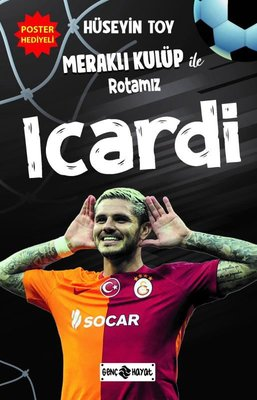 POSTER
HEDİYELİ
HÜSEYİN TOY
MERAKLI KULÜP ile
Rotamız
Icardi
SOCAR
GENÇ HAYAT